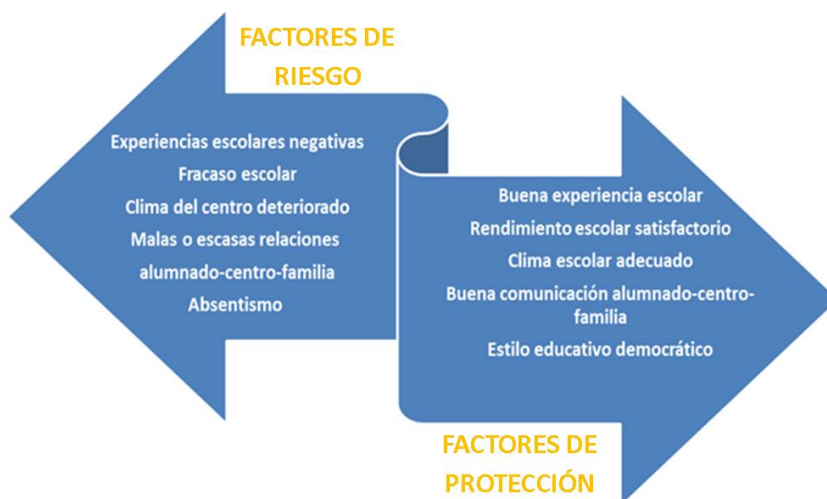 FACTORES DE
RIESGO
Experiencias escolares negativas
Fracaso escolar
Clima del centro deteriorado
Malas o escasas relaciones
alumnado-centro-familia
Absentismo
Buena experiencia escolar
Rendimiento escolar satisfactorio
Clima escolar adecuado
Buena comunicación alumnado-centro-
familia
Estilo educativo democrático
FACTORES DE
PROTECCIÓN